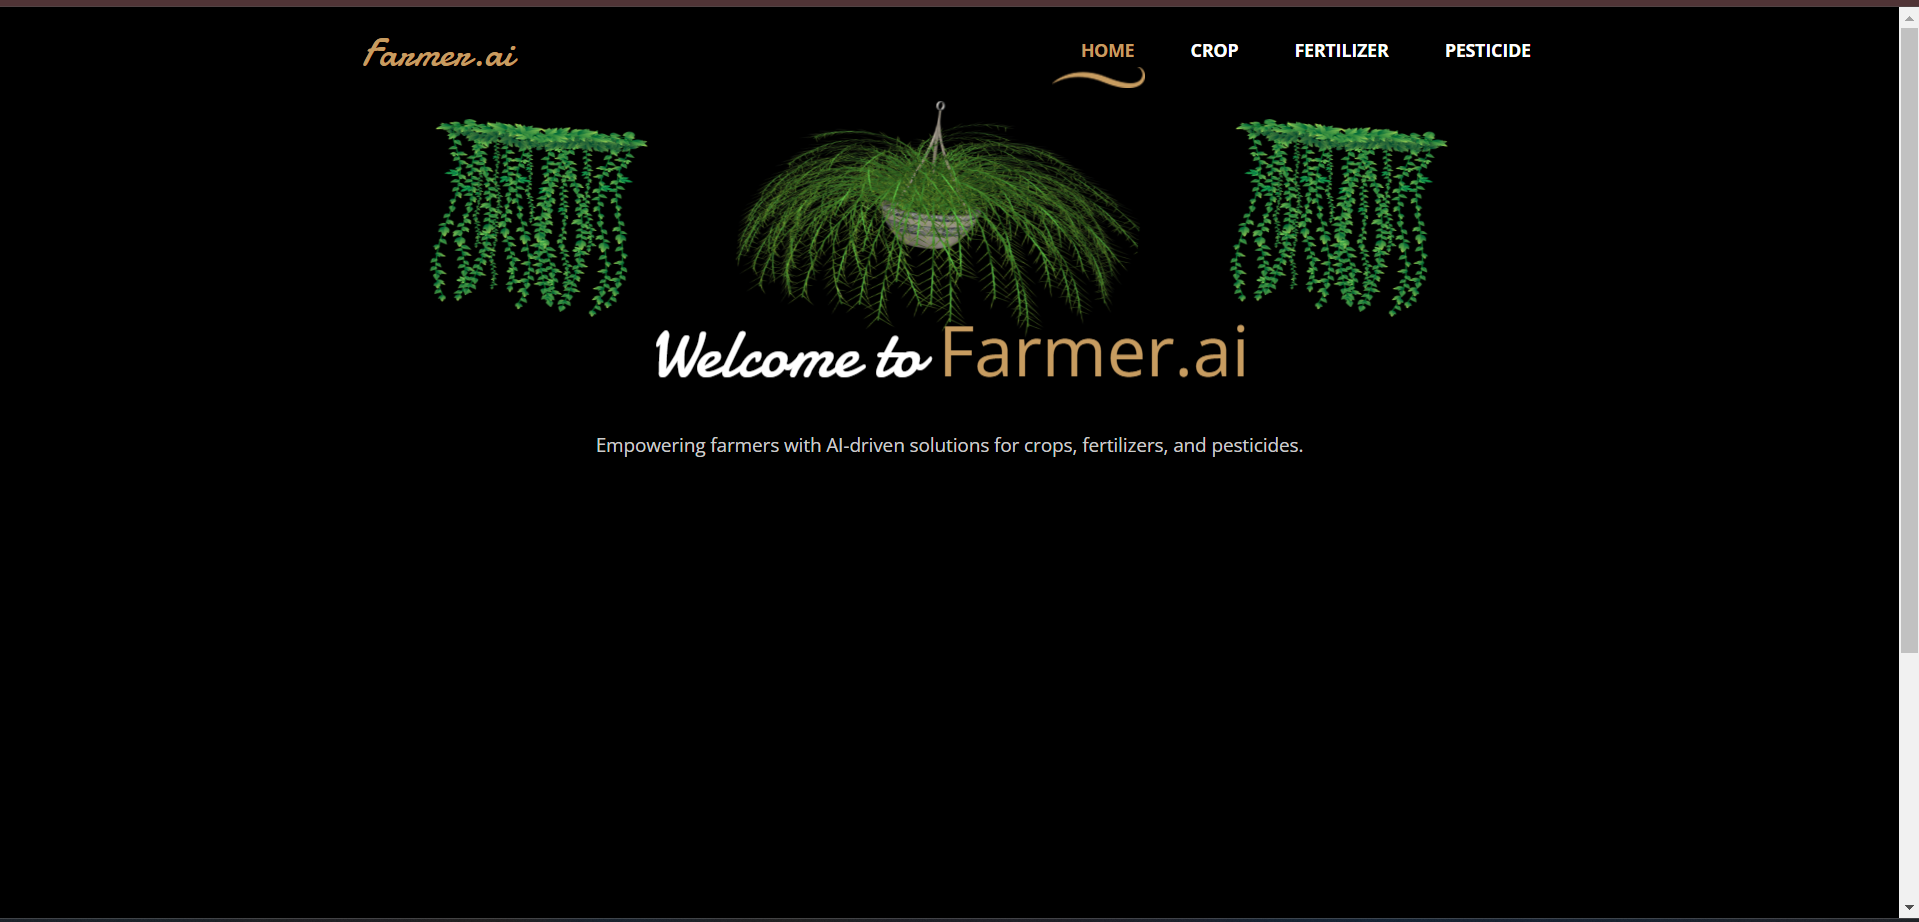 Farmer.ai
HOME CROP FERTILIZER PESTICIDE
Welcome to Farmer.ai
Empowering farmers with AI-driven solutions for crops, fertilizers, and pesticides.